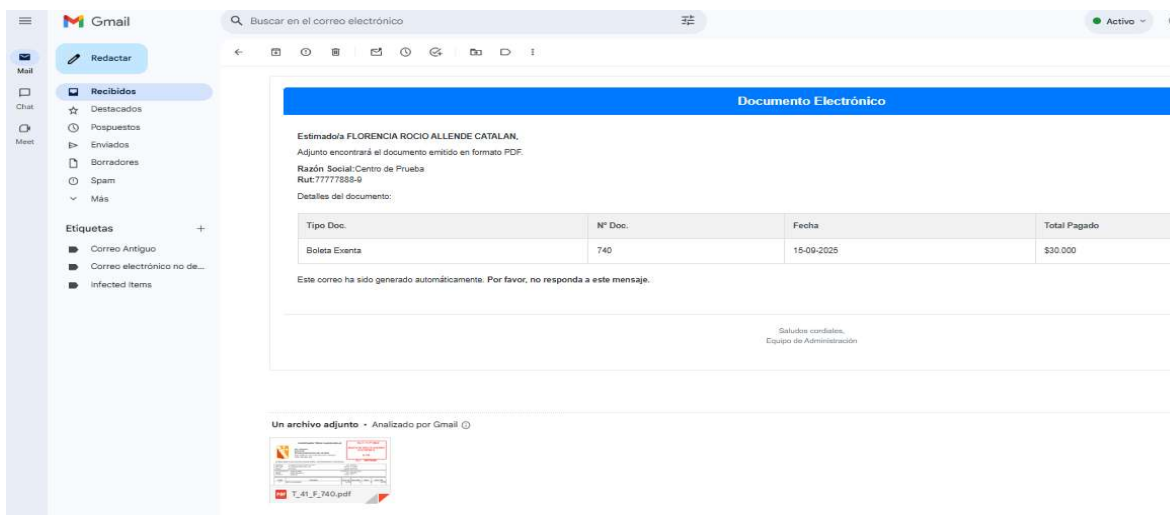 Gmail
Buscar en el correo electrónico
Activo
Mail
Chat
Meet
Redactar
Recibidos
Destacados
Pospuestos
Enviados
Borradores
Spam
Más
Etiquetas
Correo Antiguo
Correo electrónico no de...
Infected Items
Documento Electrónico
Estimado/a FLORENCIA ROCIO ALLENDE CATALAN,
Adjunto encontrará el documento emitido en formato PDF.
Razón Social:Centro de Prueba
Rut:77777888-9
Detalles del documento:
Tipo Doc. N° Doc. Fecha Total Pagado
Boleta Exenta 740 15-09-2025 $30.000
Este correo ha sido generado automáticamente. Por favor, no responda a este mensaje.
Saludos cordiales,
Equipo de Administración
Un archivo adjunto • Analizado por Gmail
PDF T_41_F_740.pdf